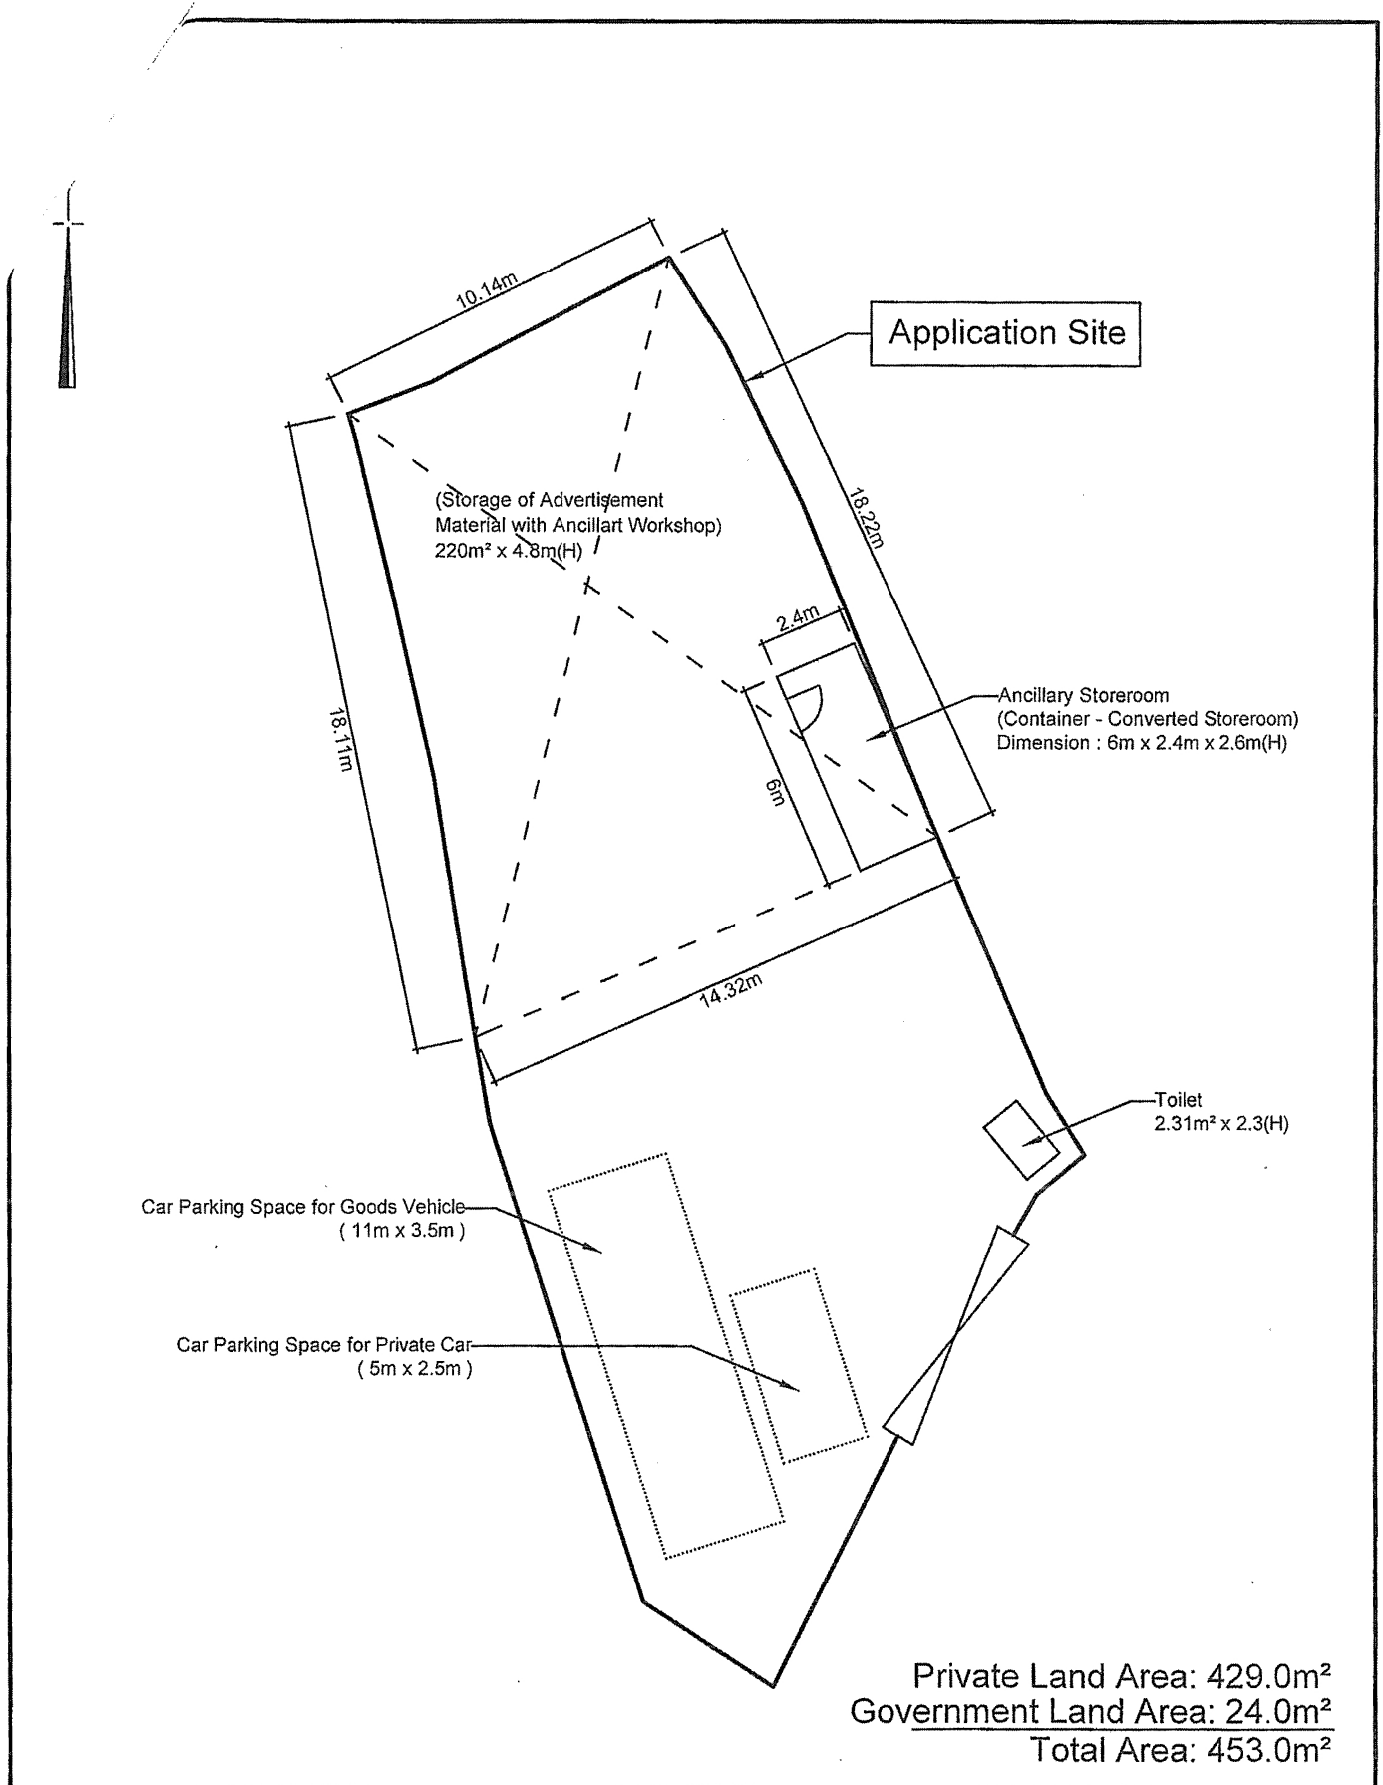 10.14m
Application Site
(Storage of Advertisement
Material with Ancillart Workshop)
220m² x 4.8m(H)
18.22m
2.4m
Ancillary Storeroom
(Container - Converted Storeroom)
Dimension : 6m x 2.4m x 2.6m(H)
18.11m
6m
14.32m
Toilet
2.31m² x 2.3(H)
Car Parking Space for Goods Vehicle
( 11m x 3.5m )
Car Parking Space for Private Car
( 5m x 2.5m )
Private Land Area: 429.0m²
Government Land Area: 24.0m²
Total Area: 453.0m²